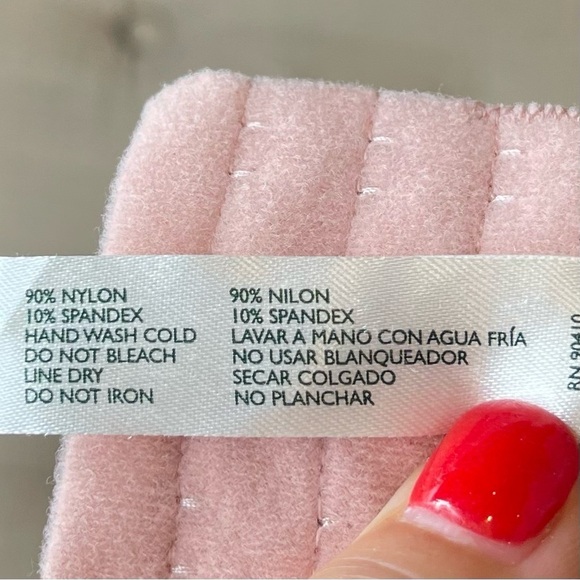 90% NYLON
10% SPANDEX
HAND WASH COLD
DO NOT BLEACH
LINE DRY
DO NOT IRON
90% NILON
10% SPANDEX
LAVAR A MANO CON AGUA FRÍA
NO USAR BLANQUEADOR
SECAR COLGADO
NO PLANCHAR
RN 90410